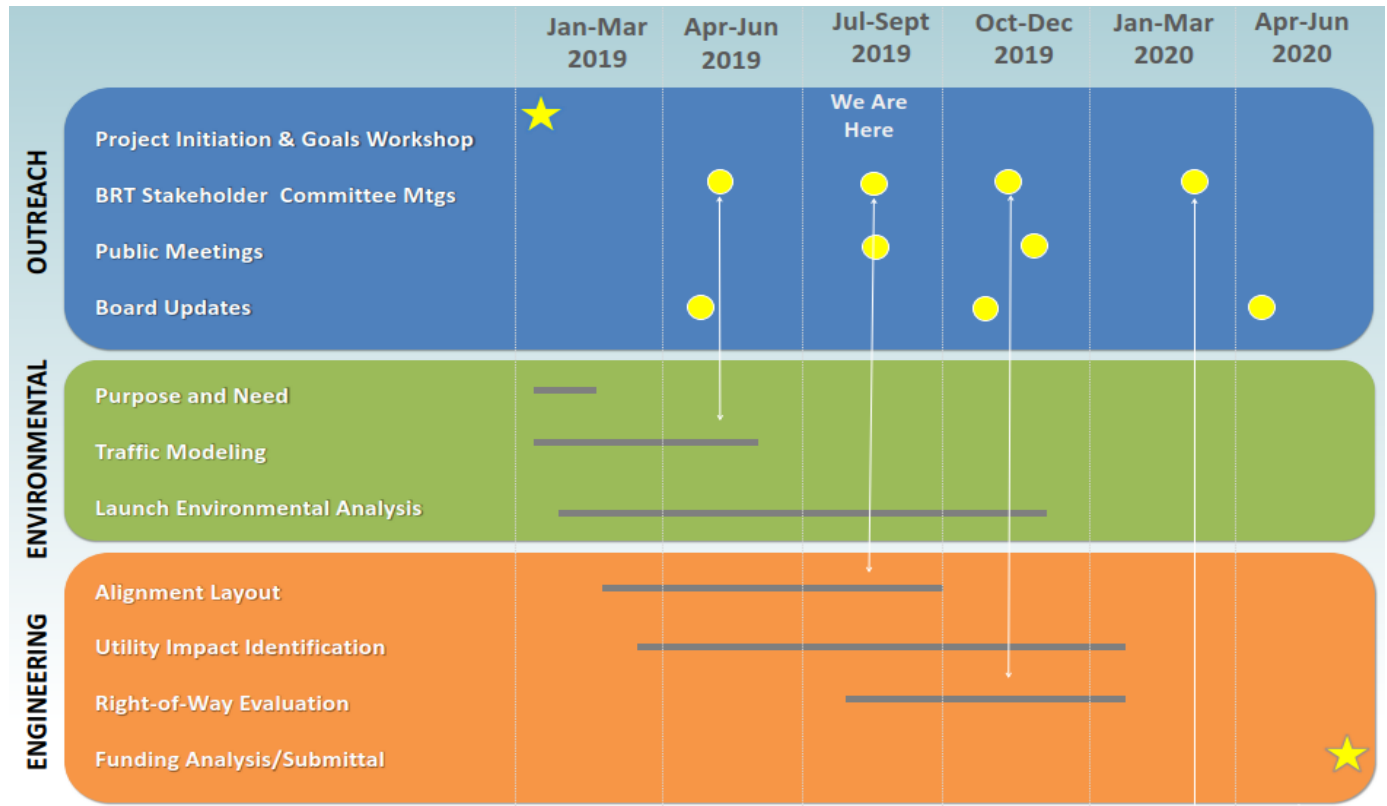 Jan-Mar 2019
Apr-Jun 2019
Jul-Sept 2019
Oct-Dec 2019
Jan-Mar 2020
Apr-Jun 2020
We Are
Here
OUTREACH
Project Initiation & Goals Workshop
BRT Stakeholder Committee Mtgs
Public Meetings
Board Updates
ENVIRONMENTAL
Purpose and Need
Traffic Modeling
Launch Environmental Analysis
ENGINEERING
Alignment Layout
Utility Impact Identification
Right-of-Way Evaluation
Funding Analysis/Submittal